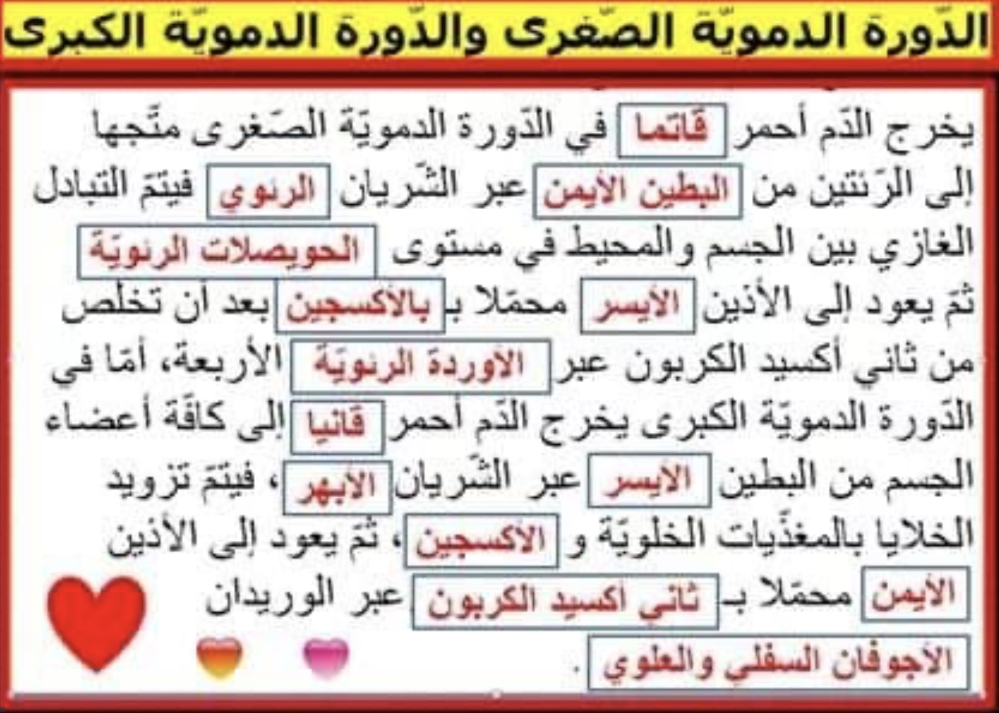 الدّورة الدمويّة الصّغرى والدّورة الدمويّة الكبرى
يخرج الدّم أحمر قاتما في الدّورة الدمويّة الصّغرى متّجها
إلى الرّئتين من البطين الأيمن عبر الشّريان الرئوي فيتمّ التبادل
الغازي بين الجسم والمحيط في مستوى الحويصلات الرئويّة
ثمّ يعود إلى الأذين الأيسر محمّلا بـ بالأكسجين بعد أن تخلّص
من ثاني أكسيد الكربون عبر الأوردة الرئويّة الأربعة، أمّا في
الدّورة الدمويّة الكبرى يخرج الدّم أحمر قانيا إلى كافّة أعضاء
الجسم من البطين الأيسر عبر الشّريان الأبهر ، فيتمّ تزويد
الخلايا بالمغذّيات الخلويّة و الأكسجين ، ثمّ يعود إلى الأذين
الأيمن محمّلا بـ ثاني أكسيد الكربون عبر الوريدان
الأجوفان السفلي والعلوي .